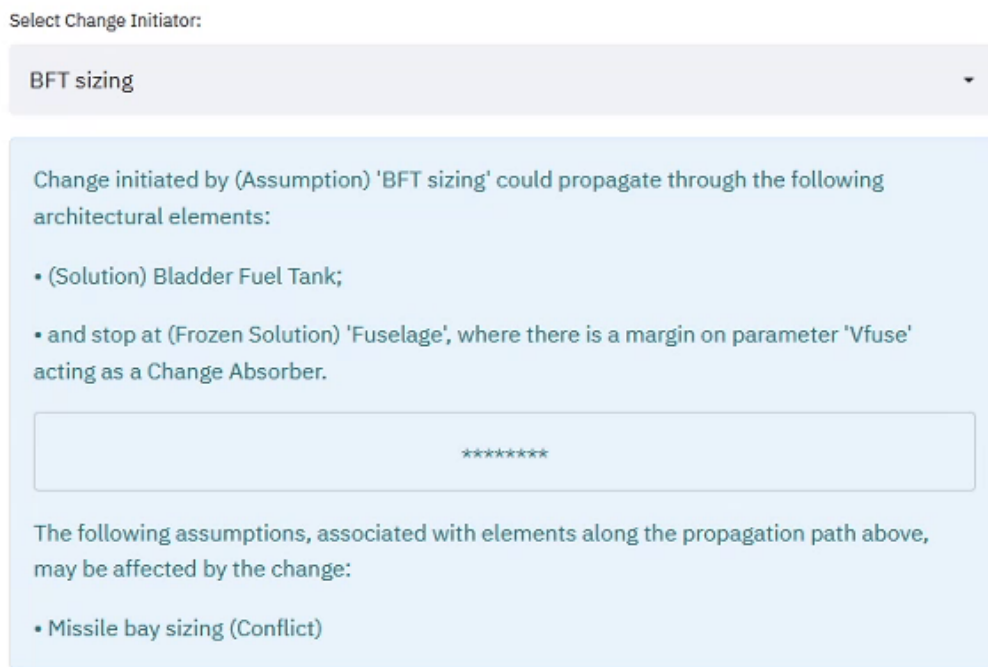 Select Change Initiator:
BFT sizing
Change initiated by (Assumption) 'BFT sizing' could propagate through the following
architectural elements:
• (Solution) Bladder Fuel Tank;
• and stop at (Frozen Solution) 'Fuselage', where there is a margin on parameter 'Vfuse'
acting as a Change Absorber.
********
The following assumptions, associated with elements along the propagation path above,
may be affected by the change:
• Missile bay sizing (Conflict)